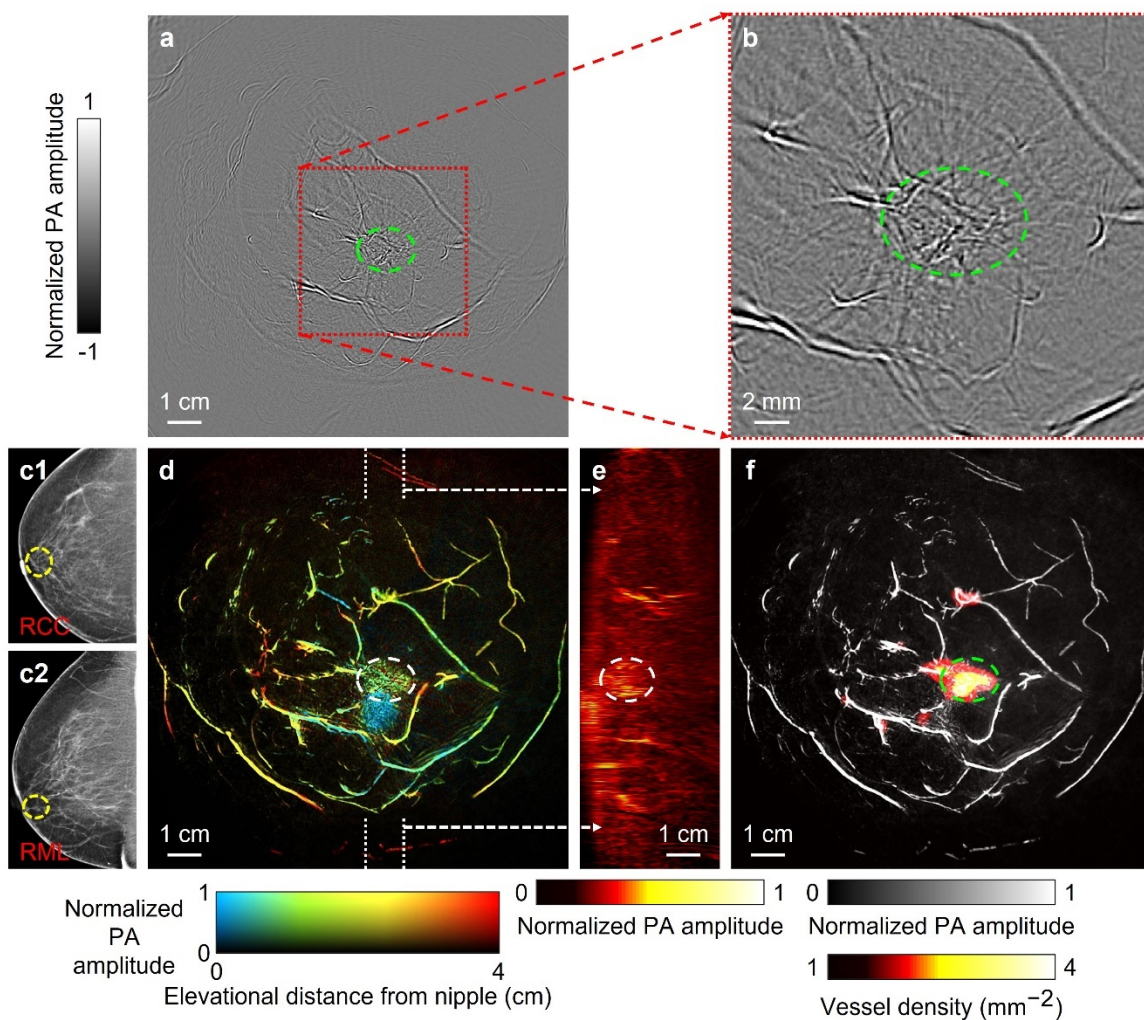 a
b
1
Normalized PA amplitude
-1
1 cm
2 mm
c1
RCC
c2
RML
d
1 cm
e
1 cm
f
1 cm
Normalized
PA
amplitude
1
0
0
4
Elevational distance from nipple (cm)
0
1
Normalized PA amplitude
0
1
Normalized PA amplitude
1
4
Vessel density (mm⁻²)